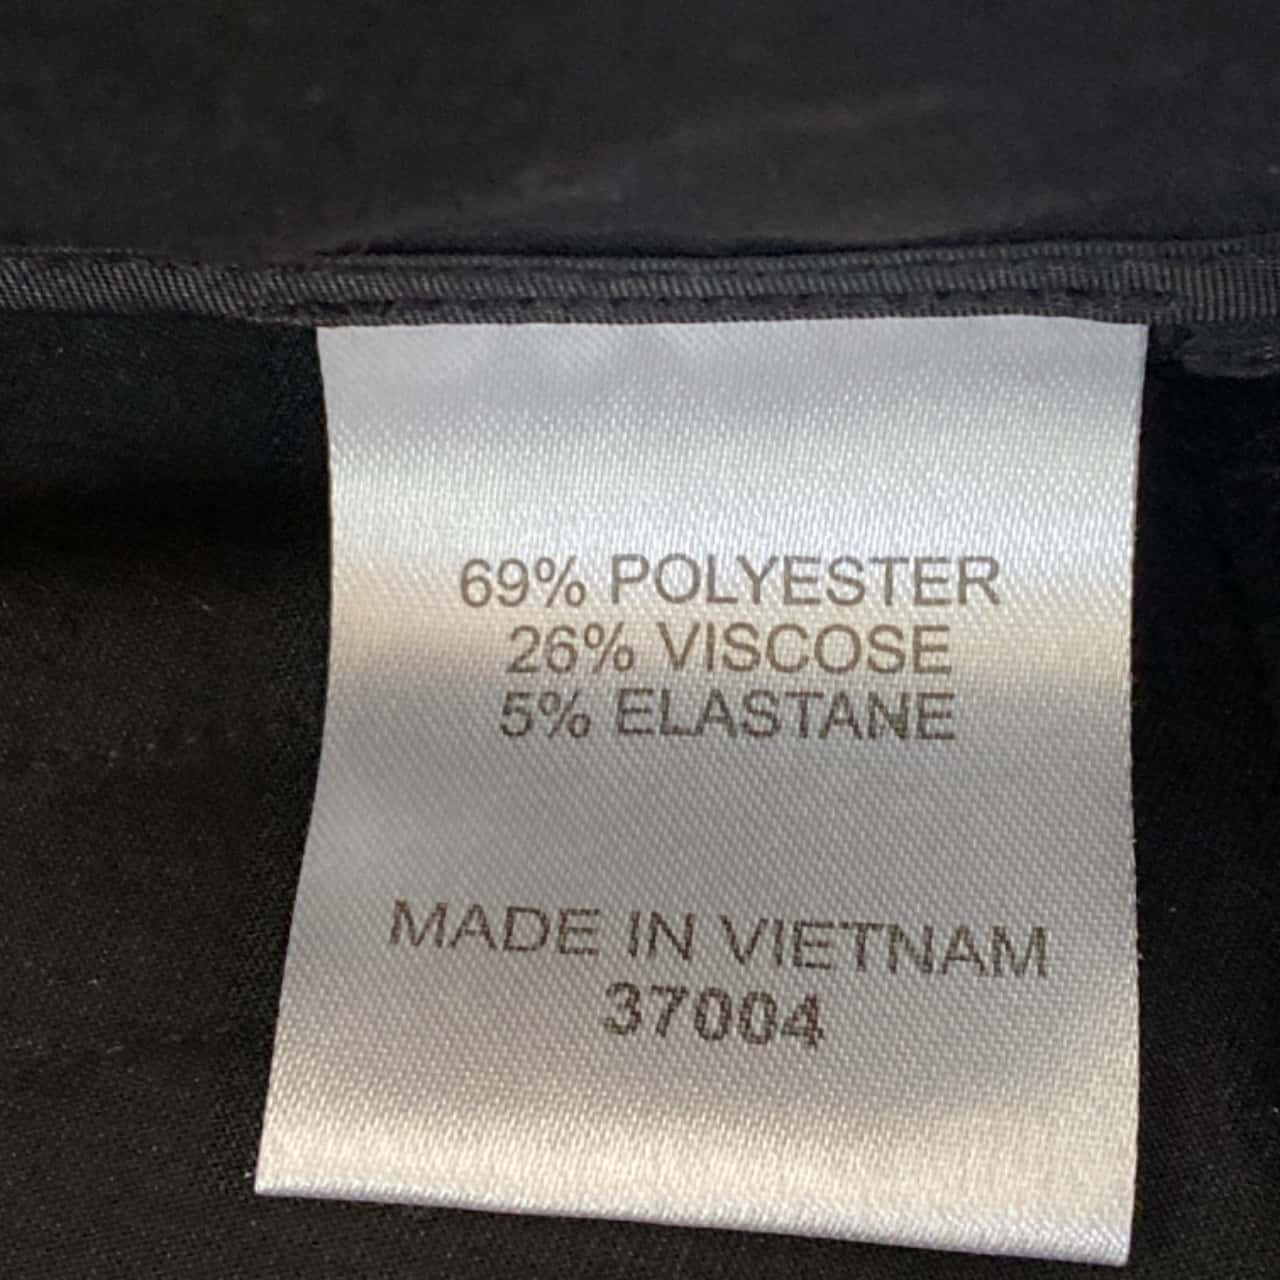 69% POLYESTER
26% VISCOSE
5% ELASTANE
MADE IN VIETNAM
37004